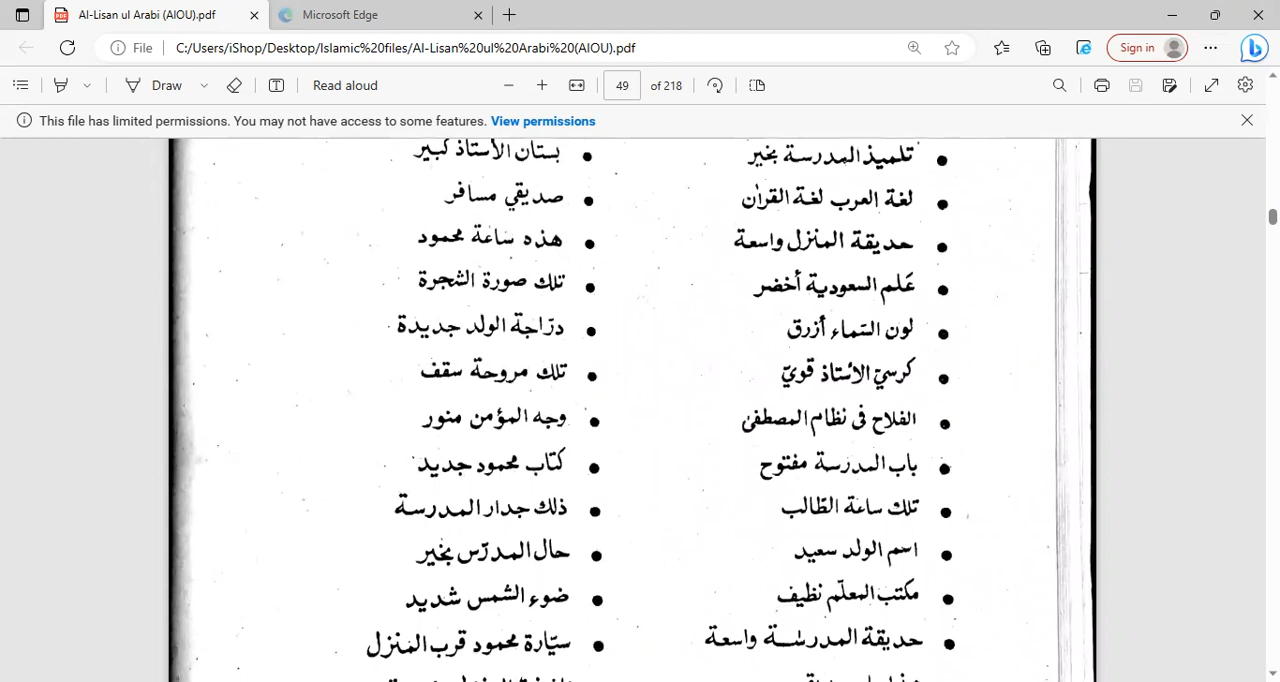 Al-Lisan ul Arabi (AIOU).pdf
Microsoft Edge
File
C:/Users/iShop/Desktop/Islamic%20files/Al-Lisan%20ul%20Arabi%20(AIOU).pdf
Sign in
Draw
Read aloud
49 of 218
This file has limited permissions. You may not have access to some features. View permissions
• تلميذ المدرسة بخير
• لغة العرب لغة القرآن
• حديقة المنزل واسعة
• عَلم السعودية أخضر
• لون السّماء أزرق
• كرسيّ الأستاذ قويّ
• الفلاح فى نظام المصطفىٰ
• باب المدرسة مفتوح
• تلك ساعة الطّالب
• اسم الولد سعيد
• مكتب المعلّم نظيف
• حديقة المدرسة واسعة
• بستان الأستاذ كبير
• صديقي مسافر
• هذه ساعة محمود
• تلك صورة الشجرة
• درّاجة الولد جديدة
• تلك مروحة سقف
• وجه المؤمن منور
• كتاب محمود جديد
• ذلك جدار المدرسة
• حال المدرّس بخير
• ضوء الشمس شديد
• سيّارة محمود قرب المنزل